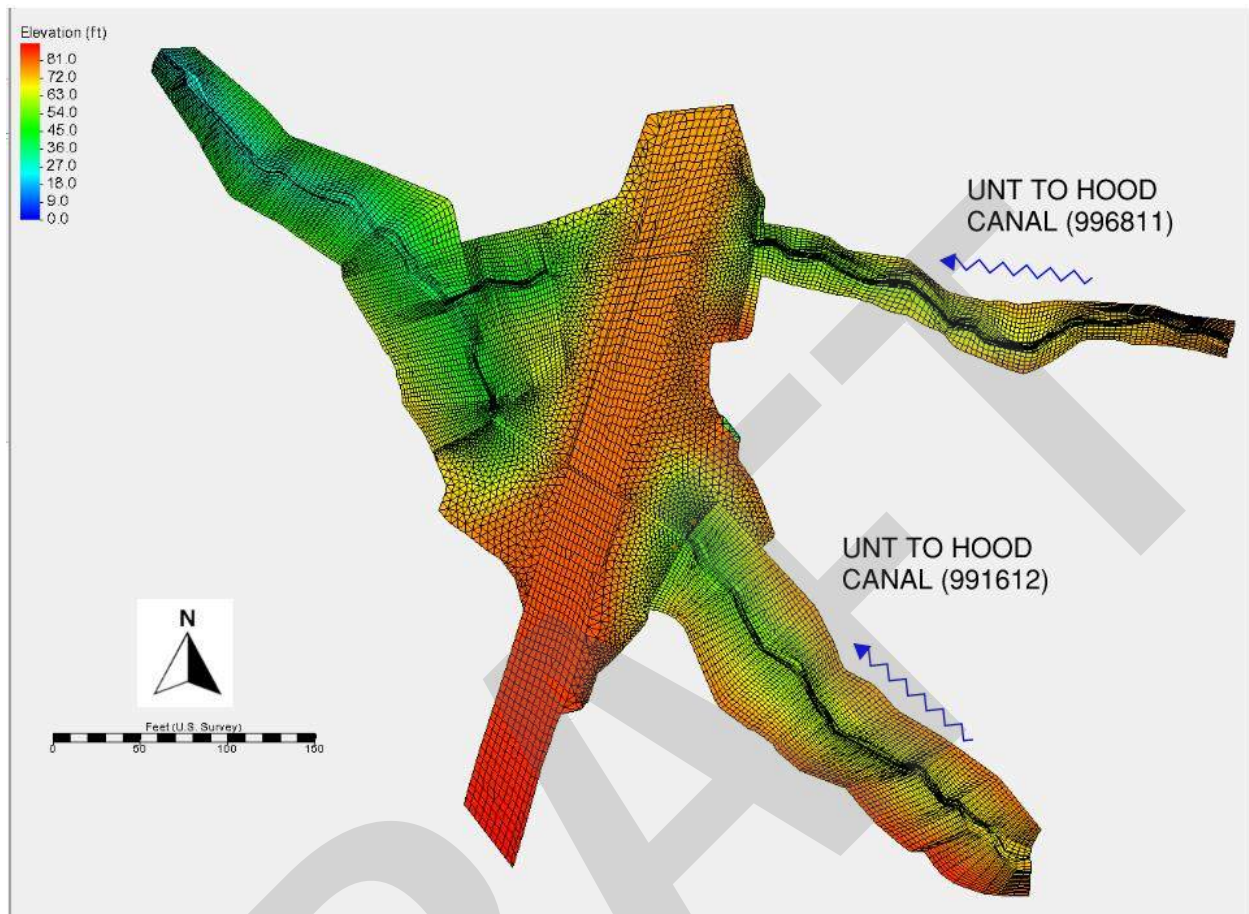 Elevation (ft)
81.0
72.0
63.0
54.0
45.0
36.0
27.0
18.0
9.0
0.0
UNT TO HOOD
CANAL (996811)
UNT TO HOOD
CANAL (991612)
N
Feet (U.S. Survey)
0 50 100 150
DRAFT